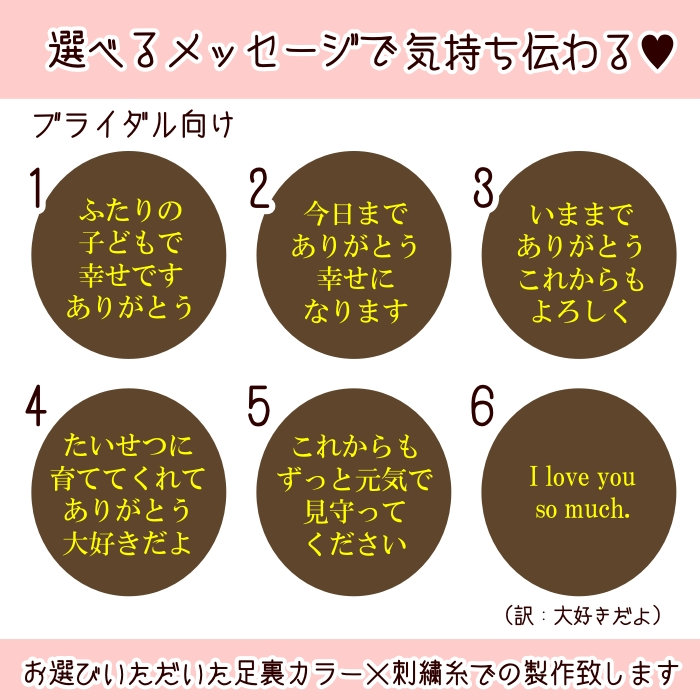 選べるメッセージで気持ち伝わる♥
ブライダル向け
1
ふたりの
子どもで
幸せです
ありがとう
2
今日まで
ありがとう
幸せに
なります
3
いままで
ありがとう
これからも
よろしく
4
たいせつに
育ててくれて
ありがとう
大好きだよ
5
これからも
ずっと元気で
見守って
ください
6
I love you
so much.
（訳：大好きだよ）
お選びいただいた足裏カラー×刺繍糸での製作致します